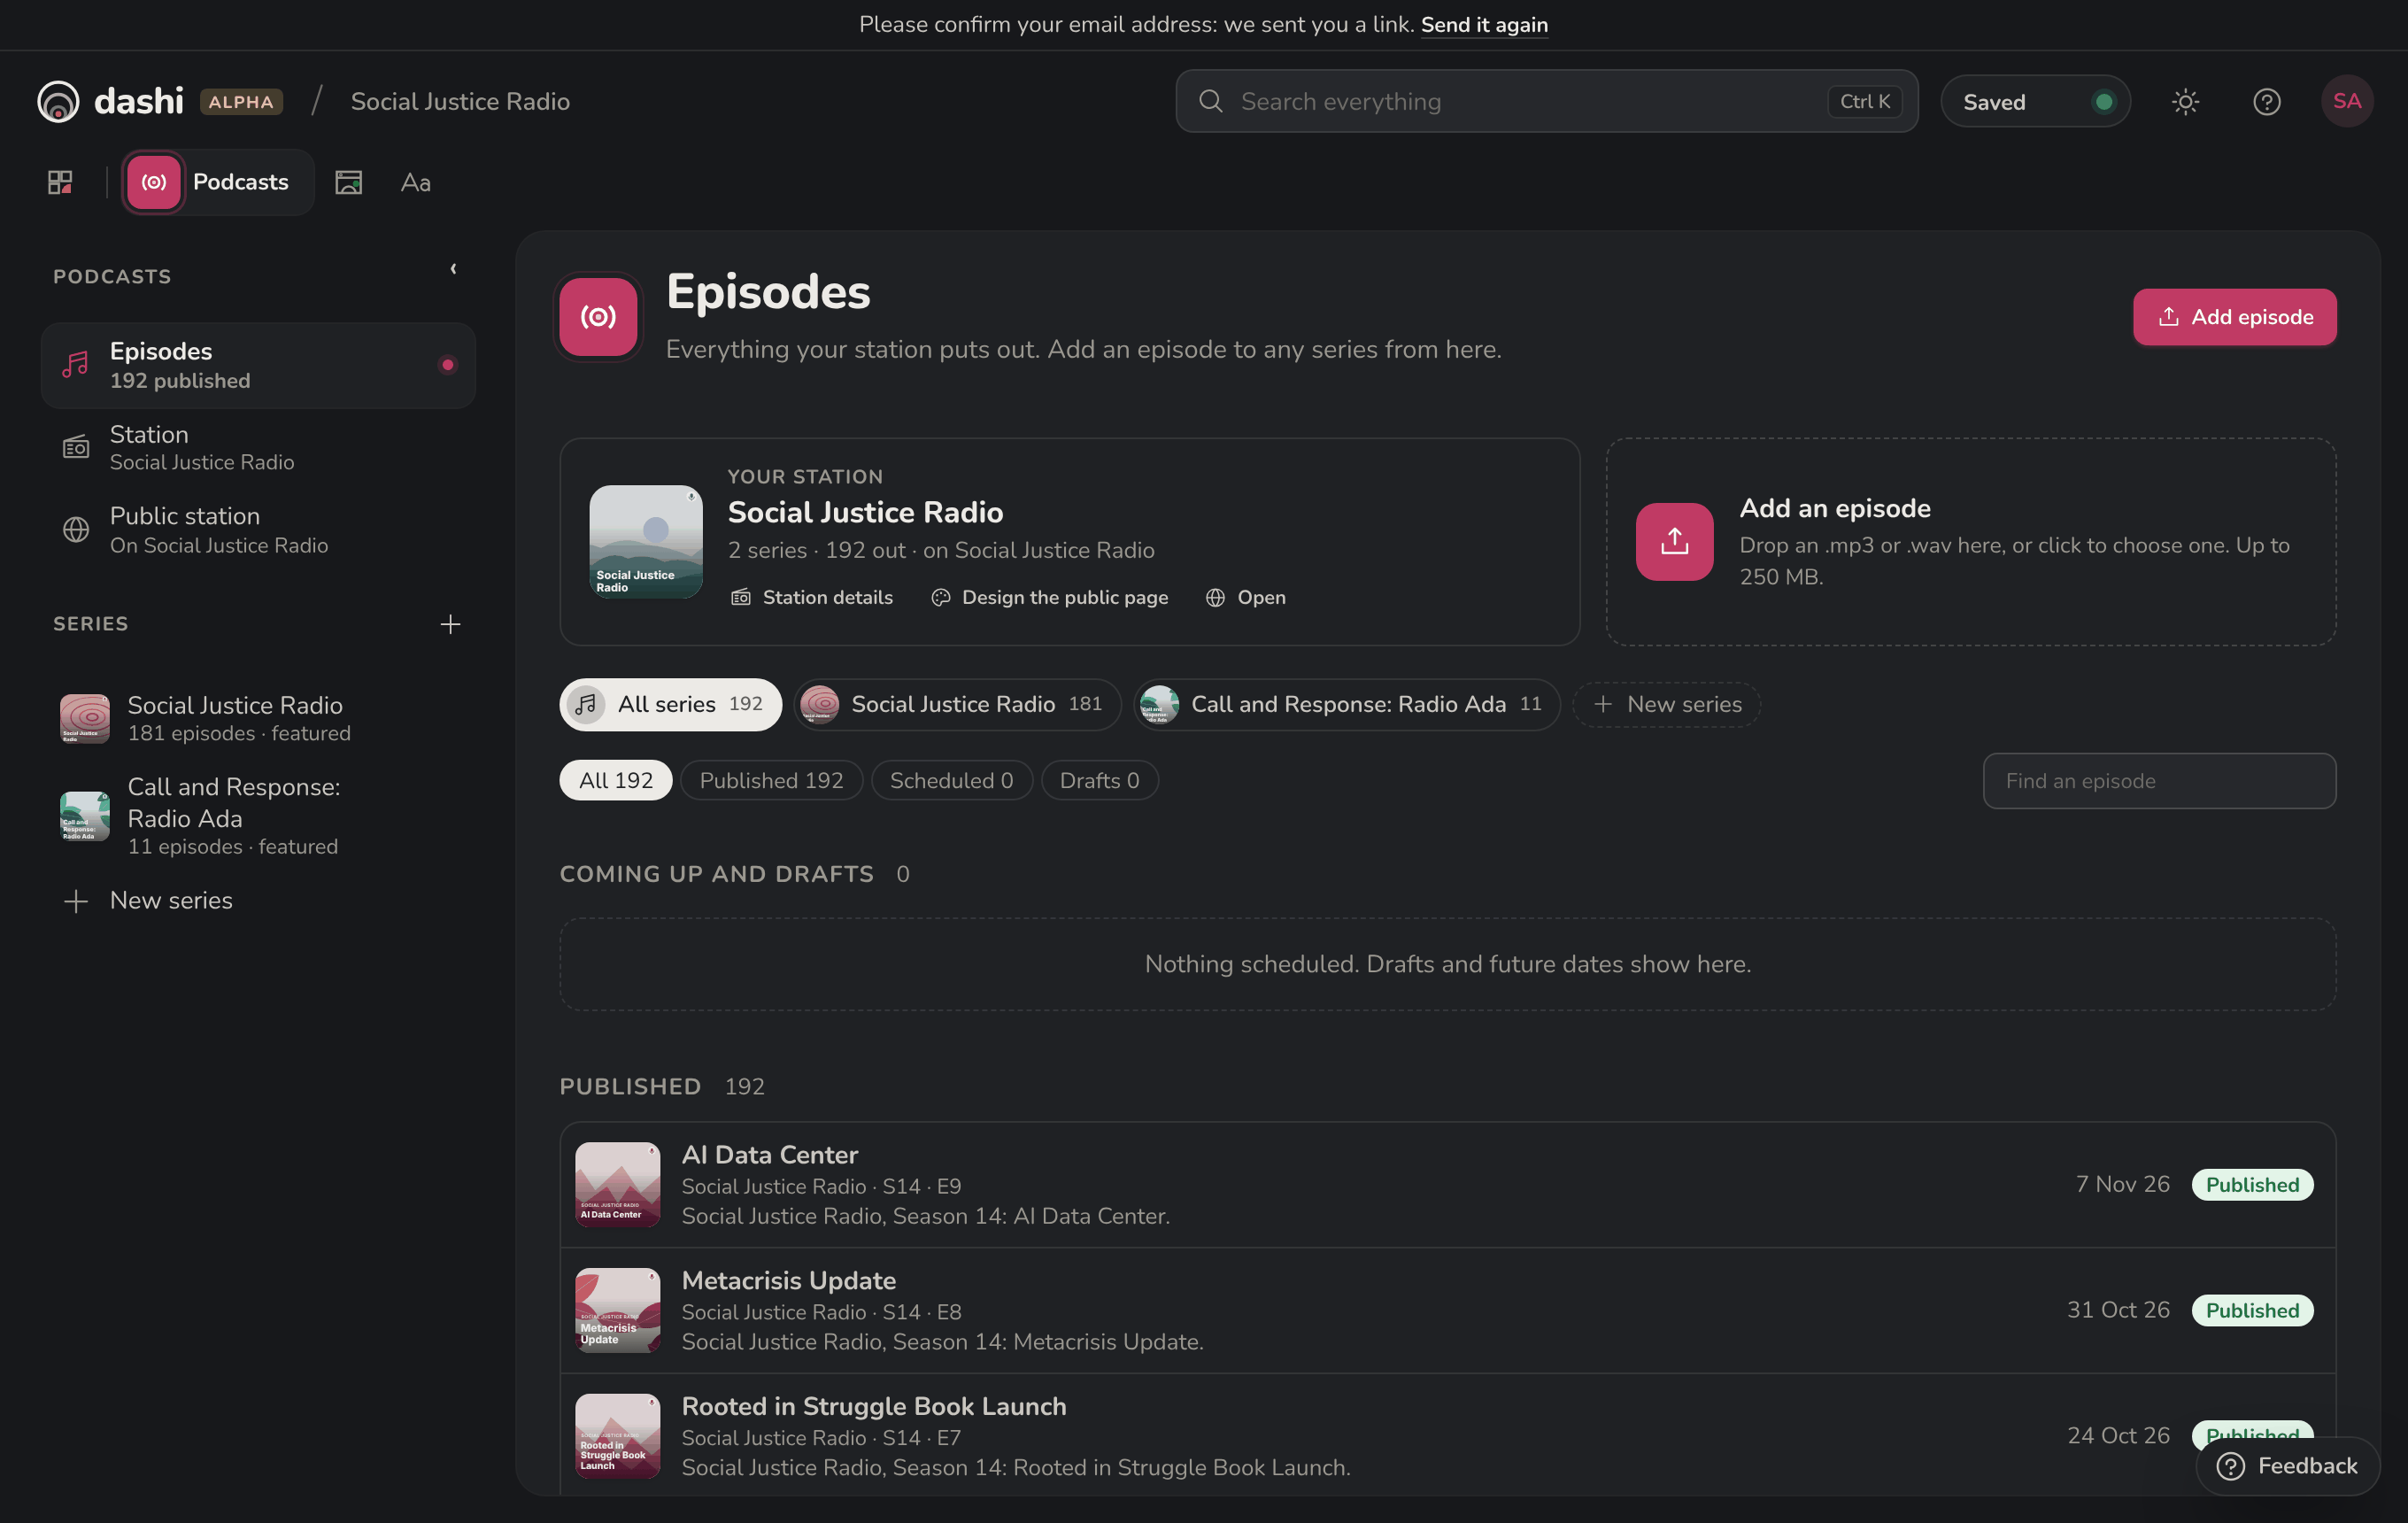 Please confirm your email address: we sent you a link. Send it again
dashi ALPHA / Social Justice Radio
Search everything Ctrl K
Saved
SA
Podcasts
Aa
PODCASTS
Episodes
192 published
Station
Social Justice Radio
Public station
On Social Justice Radio
SERIES
Social Justice Radio
181 episodes · featured
Call and Response:
Radio Ada
11 episodes · featured
New series
Episodes
Everything your station puts out. Add an episode to any series from here.
Add episode
Social Justice
Radio
YOUR STATION
Social Justice Radio
2 series · 192 out · on Social Justice Radio
Station details Design the public page Open
Add an episode
Drop an .mp3 or .wav here, or click to choose one. Up to
250 MB.
All series 192 Social Justice Radio 181 Call and Response: Radio Ada 11 New series
All 192 Published 192 Scheduled 0 Drafts 0
Find an episode
COMING UP AND DRAFTS 0
Nothing scheduled. Drafts and future dates show here.
PUBLISHED 192
SOCIAL JUSTICE RADIO
AI Data Center
AI Data Center
Social Justice Radio · S14 · E9
Social Justice Radio, Season 14: AI Data Center.
7 Nov 26 Published
SOCIAL JUSTICE RADIO
Metacrisis
Update
Metacrisis Update
Social Justice Radio · S14 · E8
Social Justice Radio, Season 14: Metacrisis Update.
31 Oct 26 Published
SOCIAL JUSTICE RADIO
Rooted in
Struggle Book
Launch
Rooted in Struggle Book Launch
Social Justice Radio · S14 · E7
Social Justice Radio, Season 14: Rooted in Struggle Book Launch.
24 Oct 26 Published
Feedback